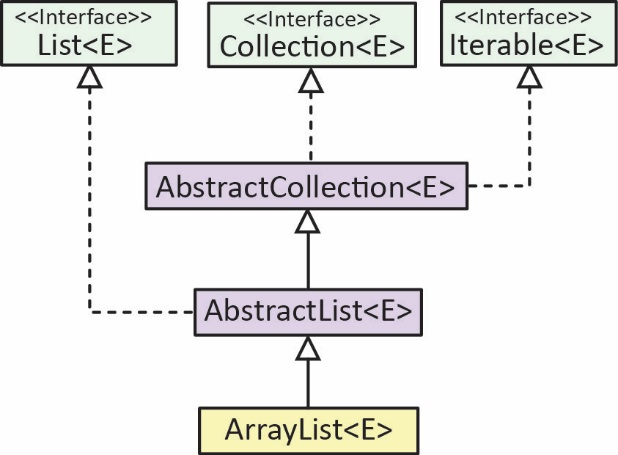 <<Interface>>
List<E>
<<Interface>>
Collection<E>
<<Interface>>
Iterable<E>
AbstractCollection<E>
AbstractList<E>
ArrayList<E>